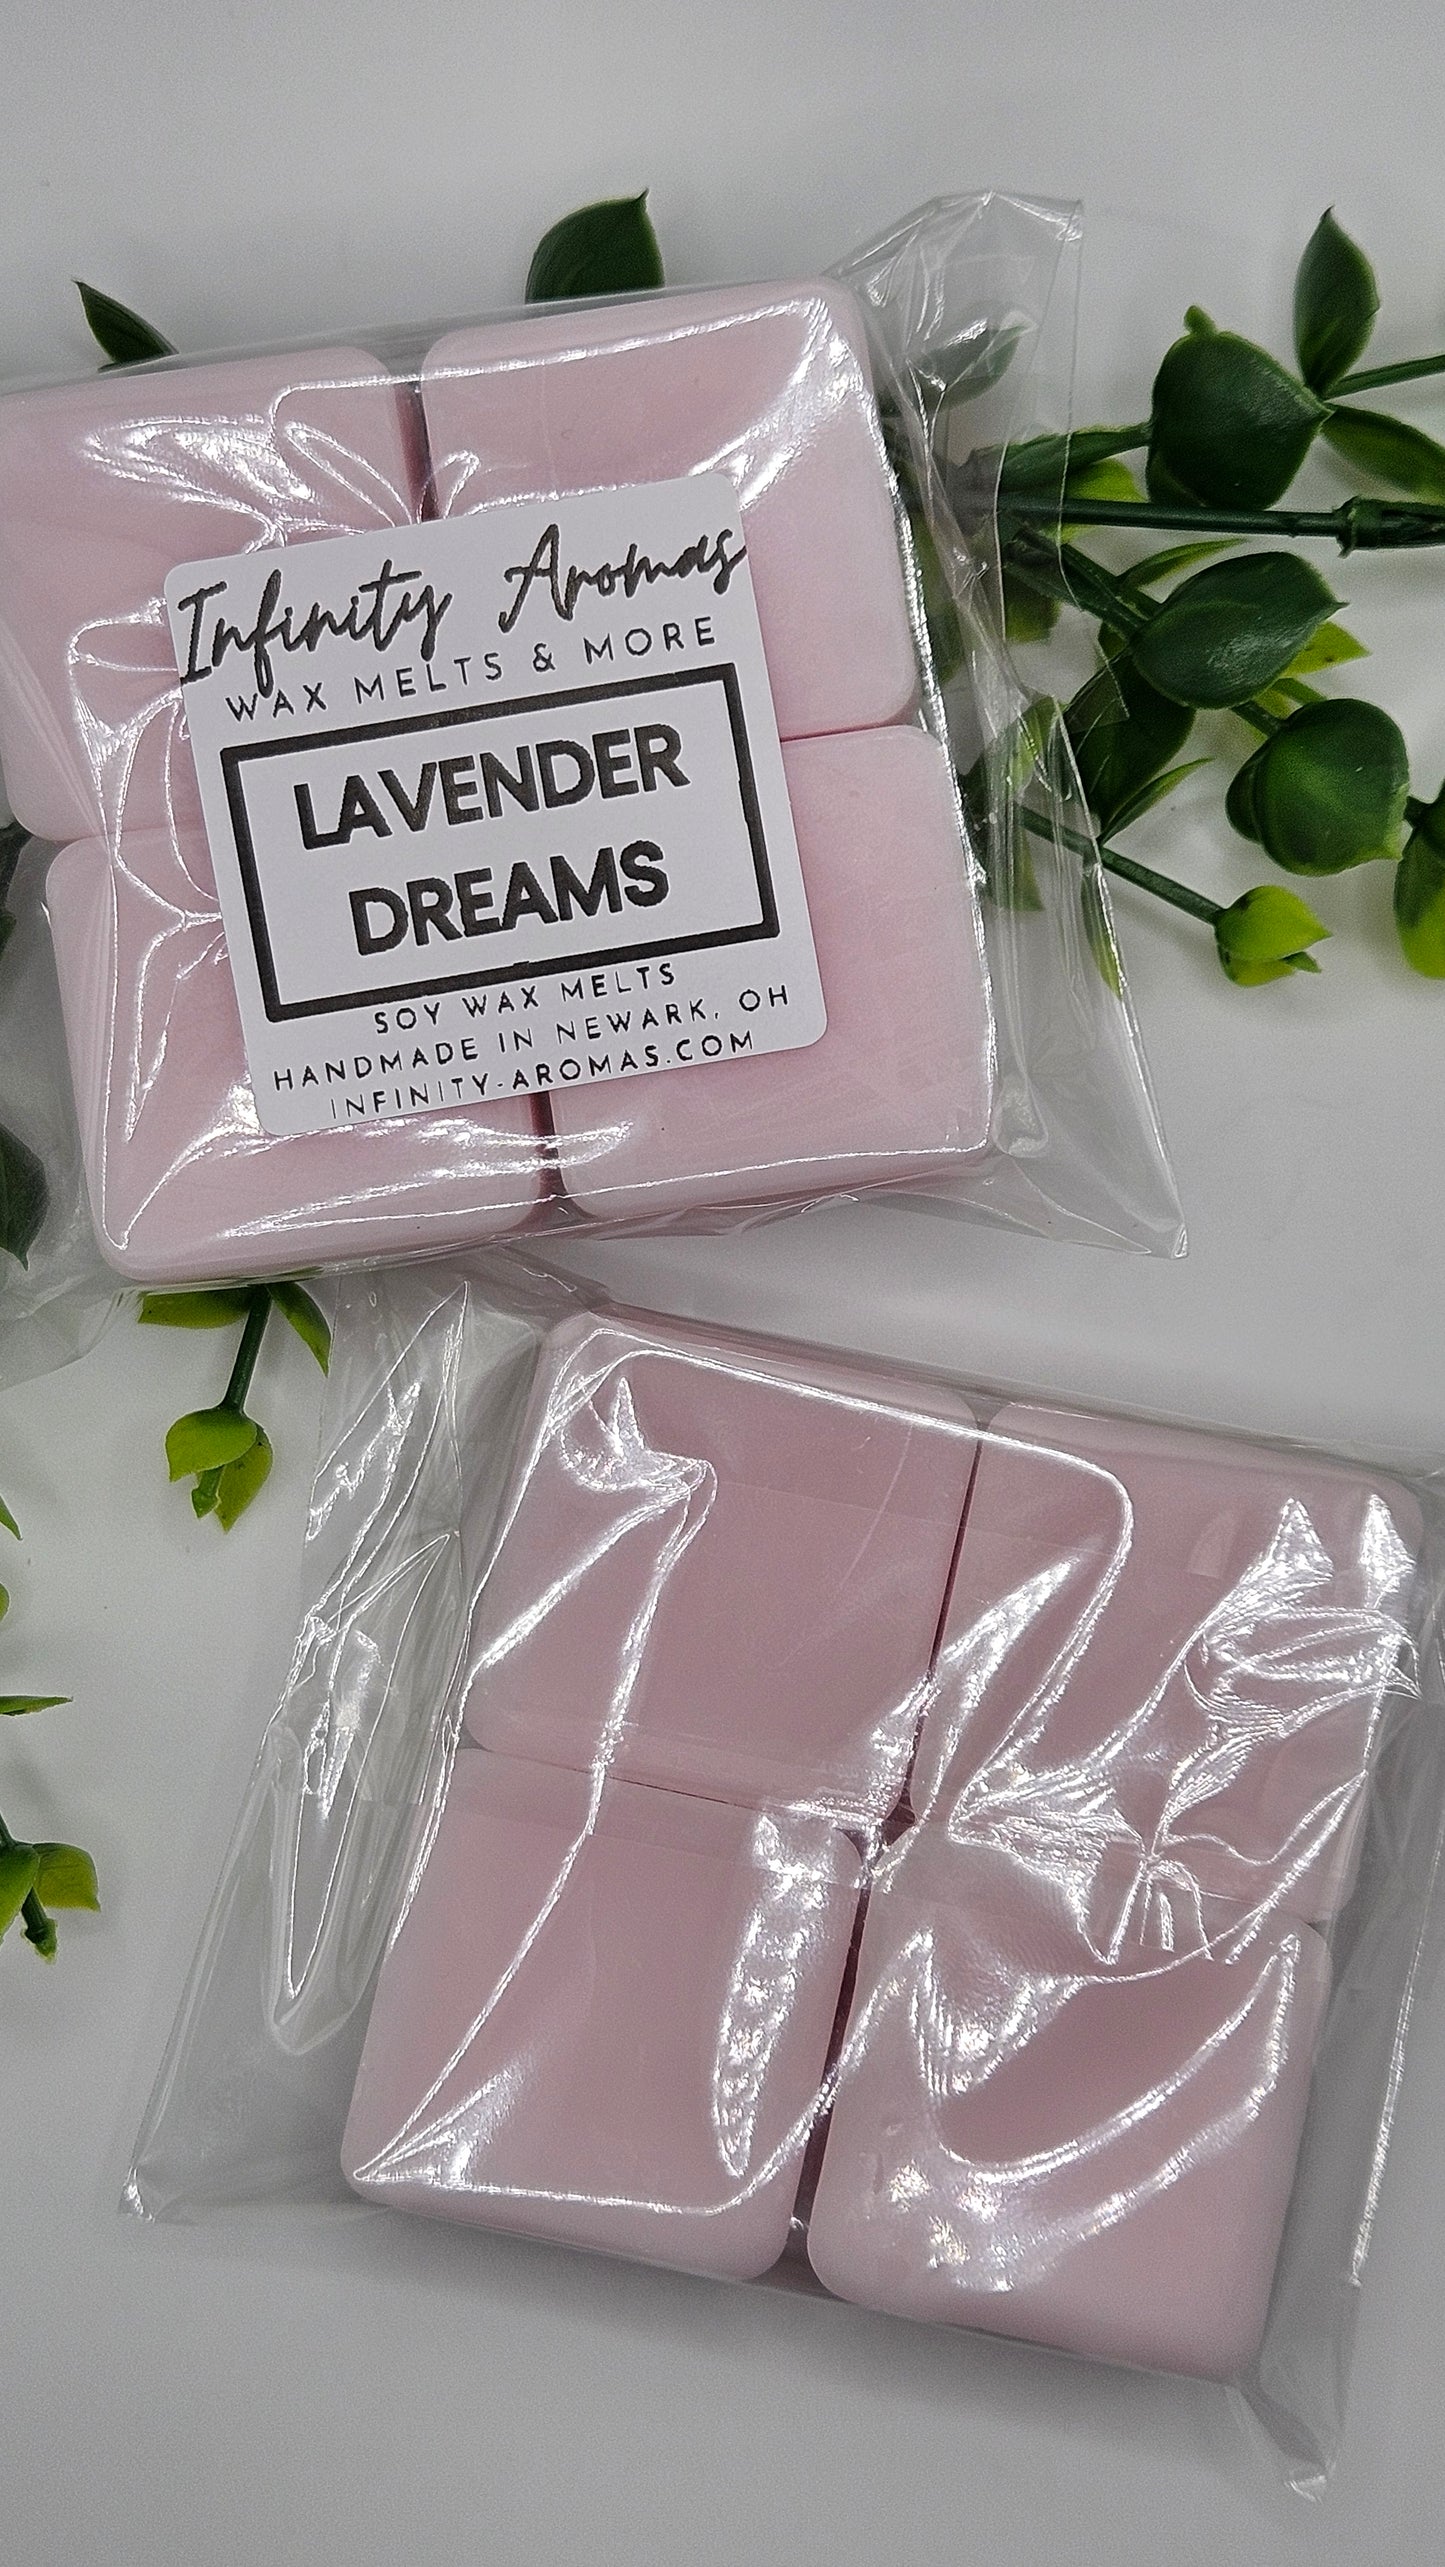 Infinity Aromas
WAX MELTS & MORE
LAVENDER
DREAMS
SOY WAX MELTS
HANDMADE IN NEWARK, OH
INFINITY-AROMAS.COM